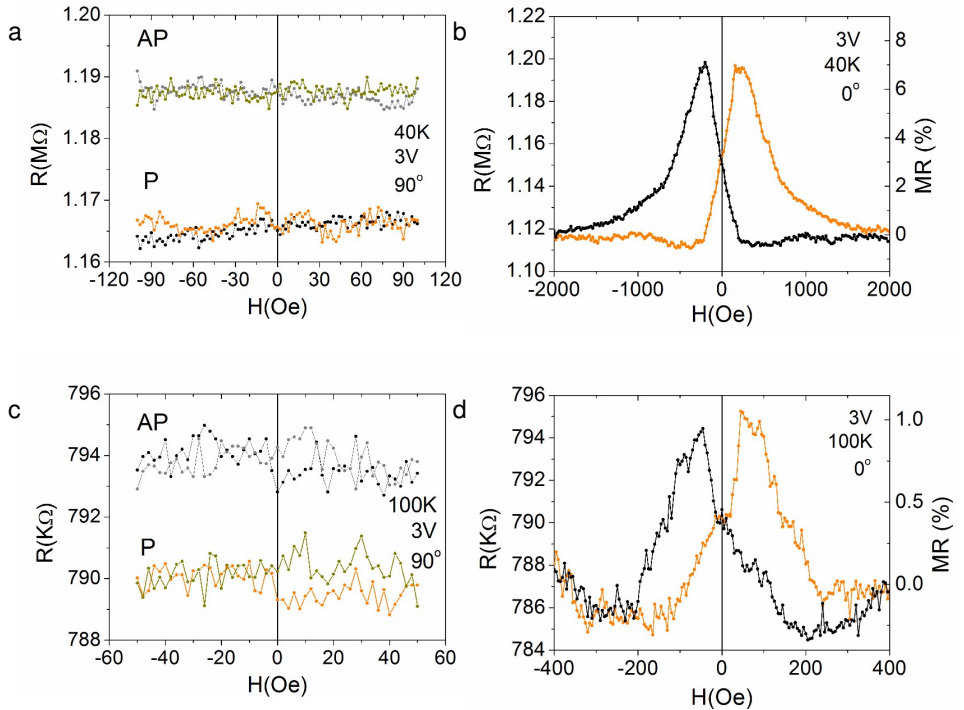 a
1.20
1.19
1.18
1.17
1.16
R(MΩ)
AP
40K
3V
90°
P
-120
-90
-60
-30
0
30
60
90
120
H(Oe)
b
1.22
1.20
1.18
1.16
1.14
1.12
1.10
R(MΩ)
3V
40K
0°
8
6
4
2
0
MR (%)
-2000
-1000
0
1000
2000
H(Oe)
c
796
794
792
790
788
R(KΩ)
AP
100K
3V
90°
P
-60
-40
-20
0
20
40
60
H(Oe)
d
796
794
792
790
788
786
784
R(KΩ)
3V
100K
0°
1.0
0.5
0.0
MR (%)
-400
-200
0
200
400
H(Oe)